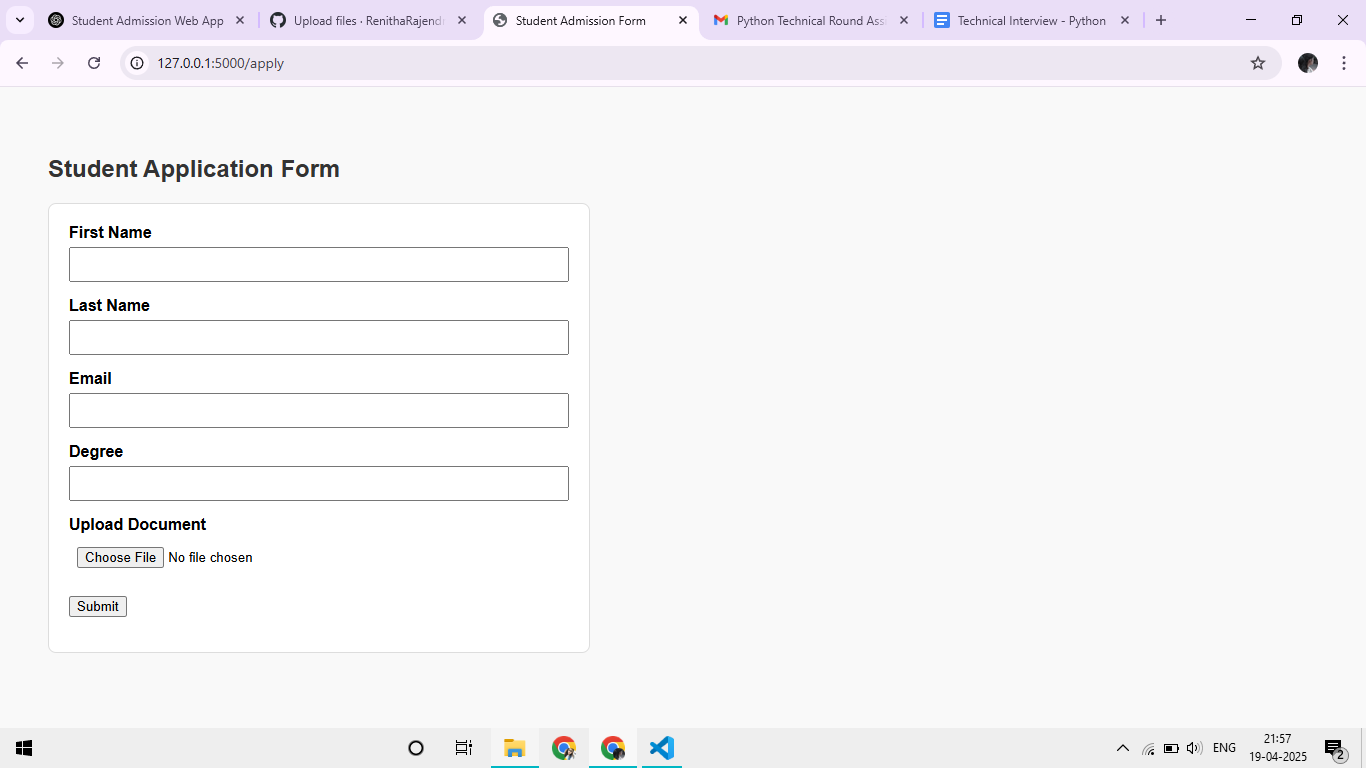 Student Admission Web App
Upload files · RenithaRajend
Student Admission Form
Python Technical Round Assi
Technical Interview - Python
127.0.0.1:5000/apply
Student Application Form
First Name
Last Name
Email
Degree
Upload Document
Choose File No file chosen
Submit
ENG
21:57
19-04-2025
2